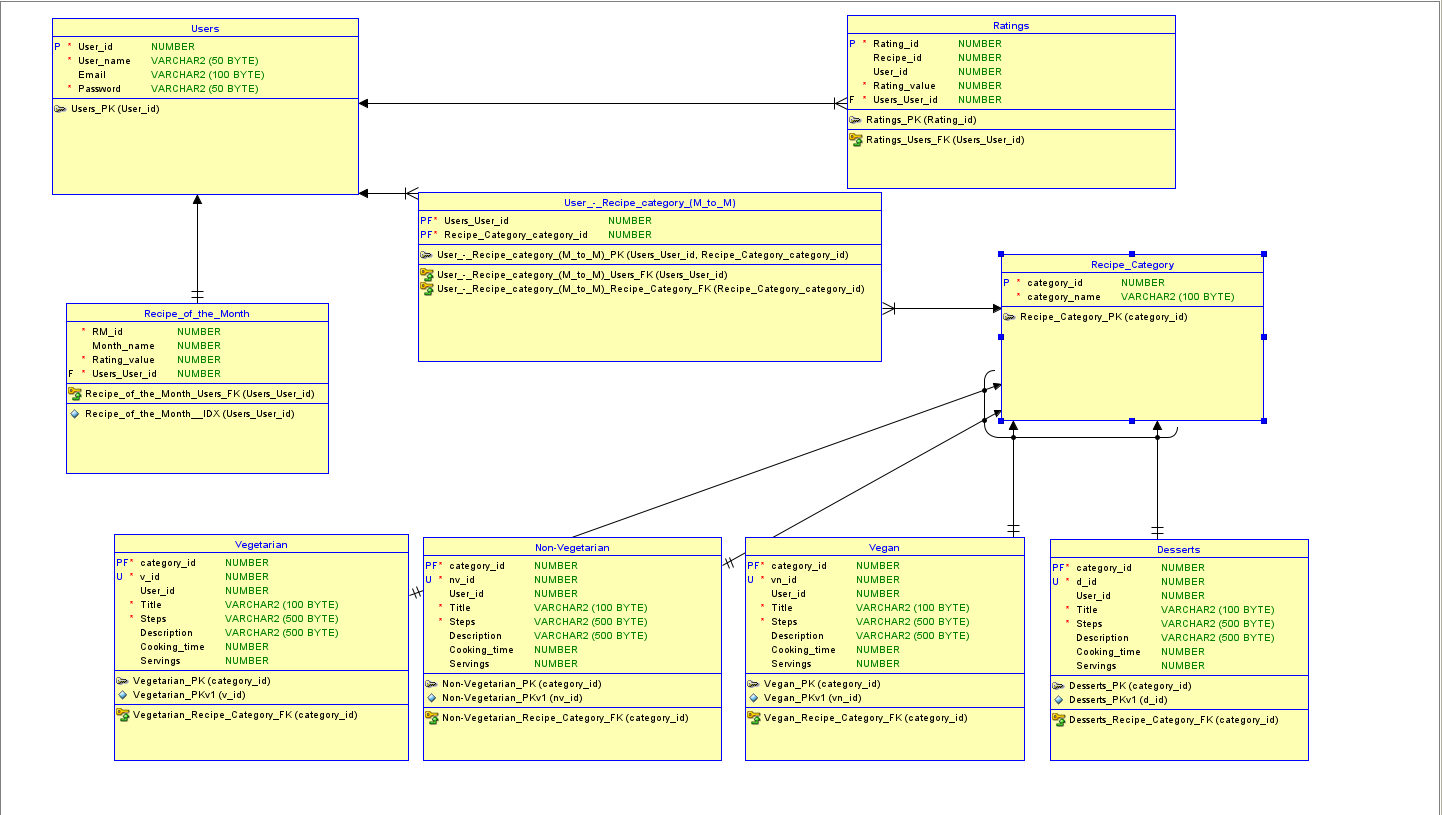 Users
P * User_id NUMBER
* User_name VARCHAR2 (50 BYTE)
Email VARCHAR2 (100 BYTE)
* Password VARCHAR2 (50 BYTE)
Users_PK (User_id)
Ratings
P * Rating_id NUMBER
Recipe_id NUMBER
User_id NUMBER
* Rating_value NUMBER
F * Users_User_id NUMBER
Ratings_PK (Rating_id)
Ratings_Users_FK (Users_User_id)
User_-_Recipe_category_(M_to_M)
PF* Users_User_id NUMBER
PF* Recipe_Category_category_id NUMBER
User_-_Recipe_category_(M_to_M)_PK (Users_User_id, Recipe_Category_category_id)
User_-_Recipe_category_(M_to_M)_Users_FK (Users_User_id)
User_-_Recipe_category_(M_to_M)_Recipe_Category_FK (Recipe_Category_category_id)
Recipe_Category
P * category_id NUMBER
* category_name VARCHAR2 (100 BYTE)
Recipe_Category_PK (category_id)
Recipe_of_the_Month
* RM_id NUMBER
Month_name NUMBER
* Rating_value NUMBER
F * Users_User_id NUMBER
Recipe_of_the_Month_Users_FK (Users_User_id)
Recipe_of_the_Month__IDX (Users_User_id)
Vegetarian
PF* category_id NUMBER
U * v_id NUMBER
User_id NUMBER
* Title VARCHAR2 (100 BYTE)
* Steps VARCHAR2 (500 BYTE)
Description VARCHAR2 (500 BYTE)
Cooking_time NUMBER
Servings NUMBER
Vegetarian_PK (category_id)
Vegetarian_PKv1 (v_id)
Vegetarian_Recipe_Category_FK (category_id)
Non-Vegetarian
PF* category_id NUMBER
U * nv_id NUMBER
User_id NUMBER
* Title VARCHAR2 (100 BYTE)
* Steps VARCHAR2 (500 BYTE)
Description VARCHAR2 (500 BYTE)
Cooking_time NUMBER
Servings NUMBER
Non-Vegetarian_PK (category_id)
Non-Vegetarian_PKv1 (nv_id)
Non-Vegetarian_Recipe_Category_FK (category_id)
Vegan
PF* category_id NUMBER
U * vn_id NUMBER
User_id NUMBER
* Title VARCHAR2 (100 BYTE)
* Steps VARCHAR2 (500 BYTE)
Description VARCHAR2 (500 BYTE)
Cooking_time NUMBER
Servings NUMBER
Vegan_PK (category_id)
Vegan_PKv1 (vn_id)
Vegan_Recipe_Category_FK (category_id)
Desserts
PF* category_id NUMBER
U * d_id NUMBER
User_id NUMBER
* Title VARCHAR2 (100 BYTE)
* Steps VARCHAR2 (500 BYTE)
Description VARCHAR2 (500 BYTE)
Cooking_time NUMBER
Servings NUMBER
Desserts_PK (category_id)
Desserts_PKv1 (d_id)
Desserts_Recipe_Category_FK (category_id)